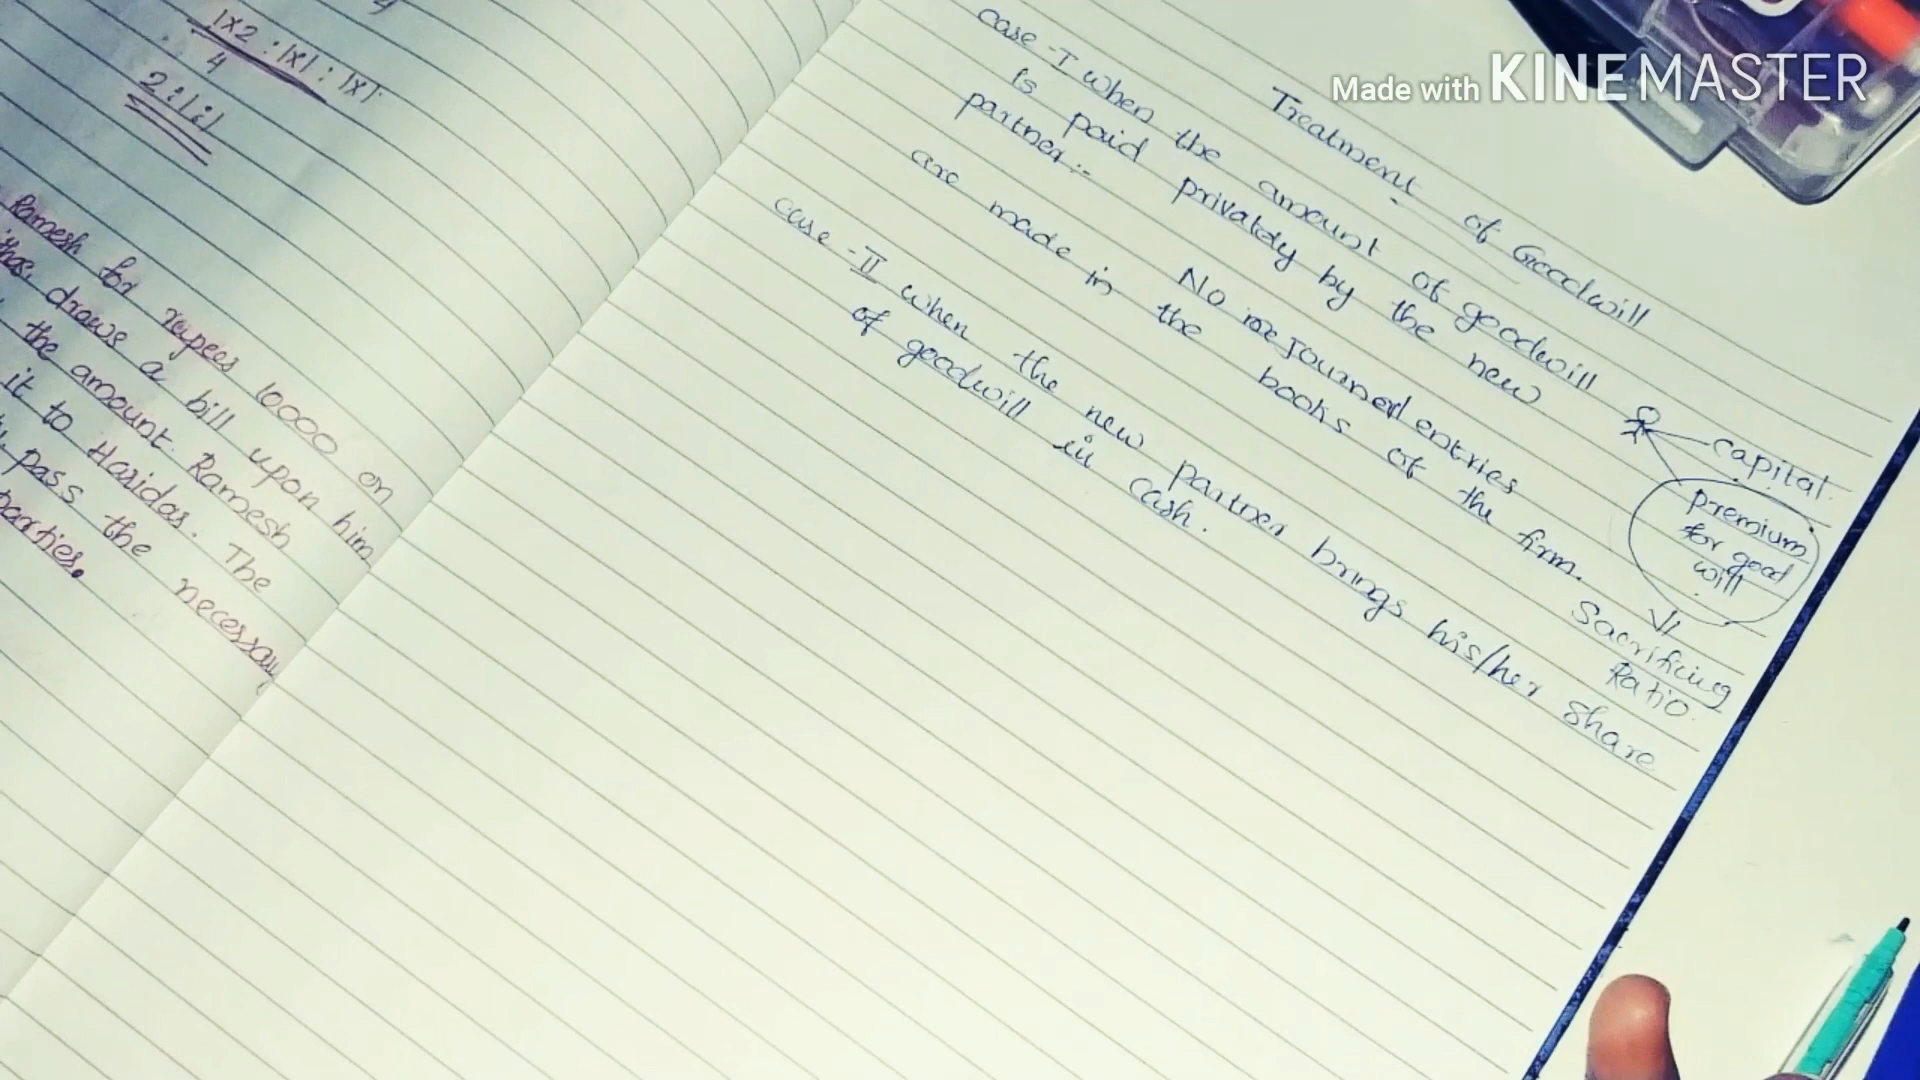 1x2 : 1x1 : 1x1
4
2:1:1
Ramesh for rupees 10000 on
draws a bill upon him
the amount. Ramesh
it to Haridas. The
pass the necessay
parties.
Made with KINEMASTER
Treatment of Goodwill
case -I when the amount of goodwill
is paid privately by the new
partner :-
No journal entries
are made in the books of the firm.
case -II when the new partner brings his/her share
of goodwill in cash.
capital.
premium
for good
will
Sacrificing
Ratio.